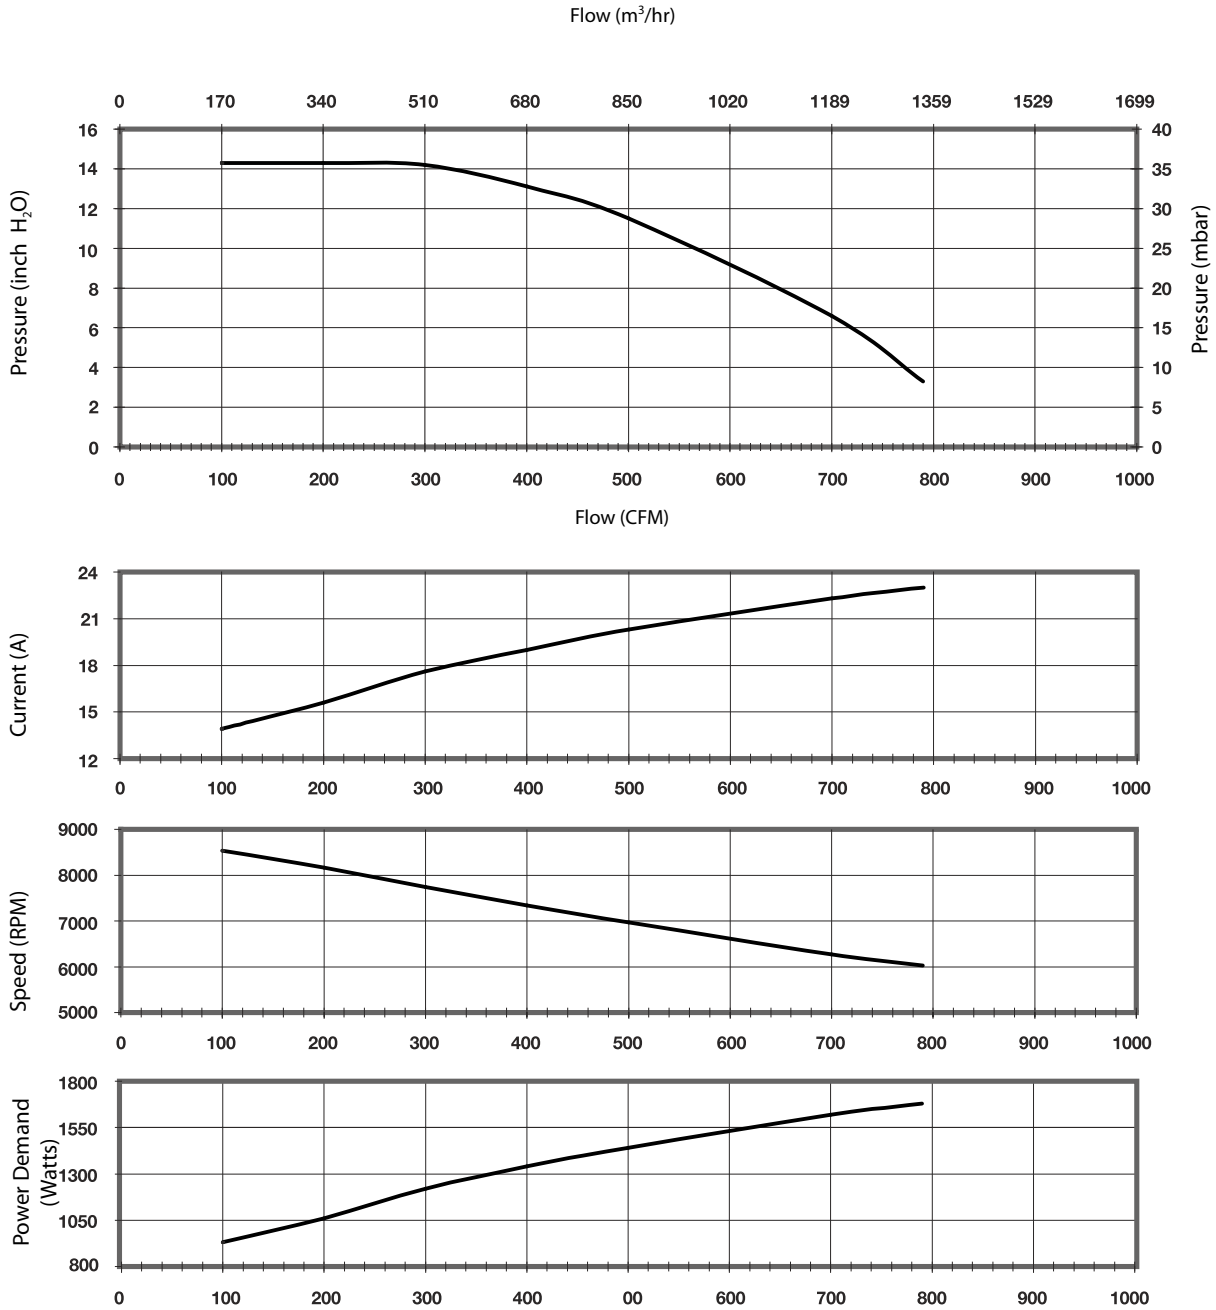 Flow (m³/hr)
0 170 340 510 680 850 1020 1189 1359 1529 1699
Pressure (inch H₂O)
16
14
12
10
8
6
4
2
0
40
35
30
25
20
15
10
5
0
Pressure (mbar)
0 100 200 300 400 500 600 700 800 900 1000
Flow (CFM)
Current (A)
24
21
18
15
12
0 100 200 300 400 500 600 700 800 900 1000
Speed (RPM)
9000
8000
7000
6000
5000
0 100 200 300 400 00 600 700 800 900 1000
Power Demand
(Watts)
1800
1550
1300
1050
800
0 100 200 300 400 00 600 700 800 900 1000